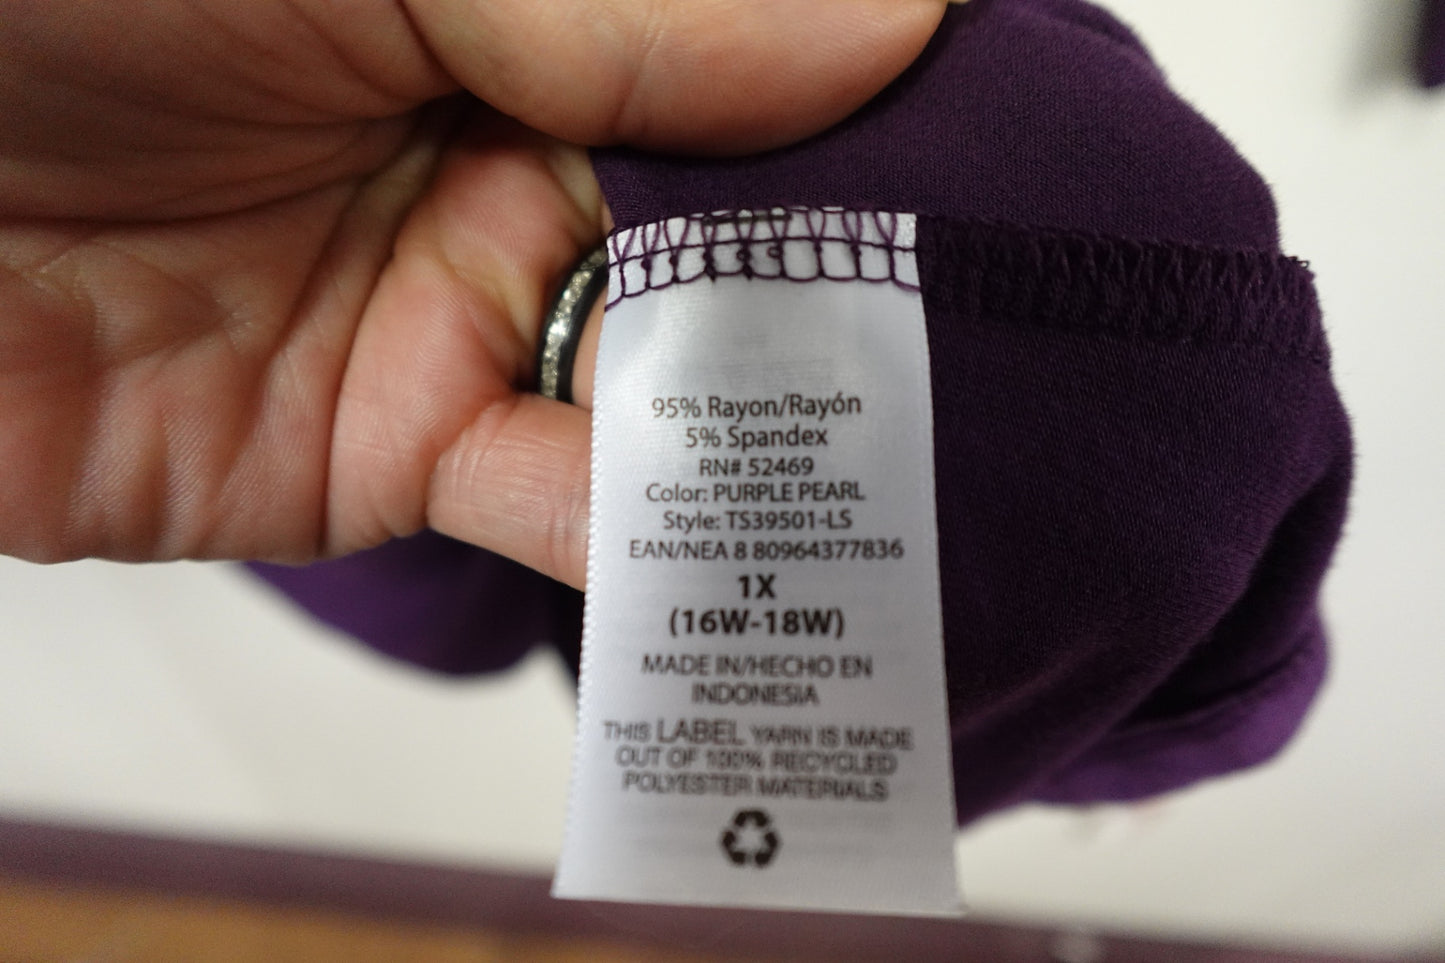 95% Rayon/Rayón
5% Spandex
RN# 52469
Color: PURPLE PEARL
Style: TS39501-LS
EAN/NEA 8 80964377836
1X
(16W-18W)
MADE IN/HECHO EN
INDONESIA
THIS LABEL YARN IS MADE
OUT OF 100% RECYCLED
POLYESTER MATERIALS